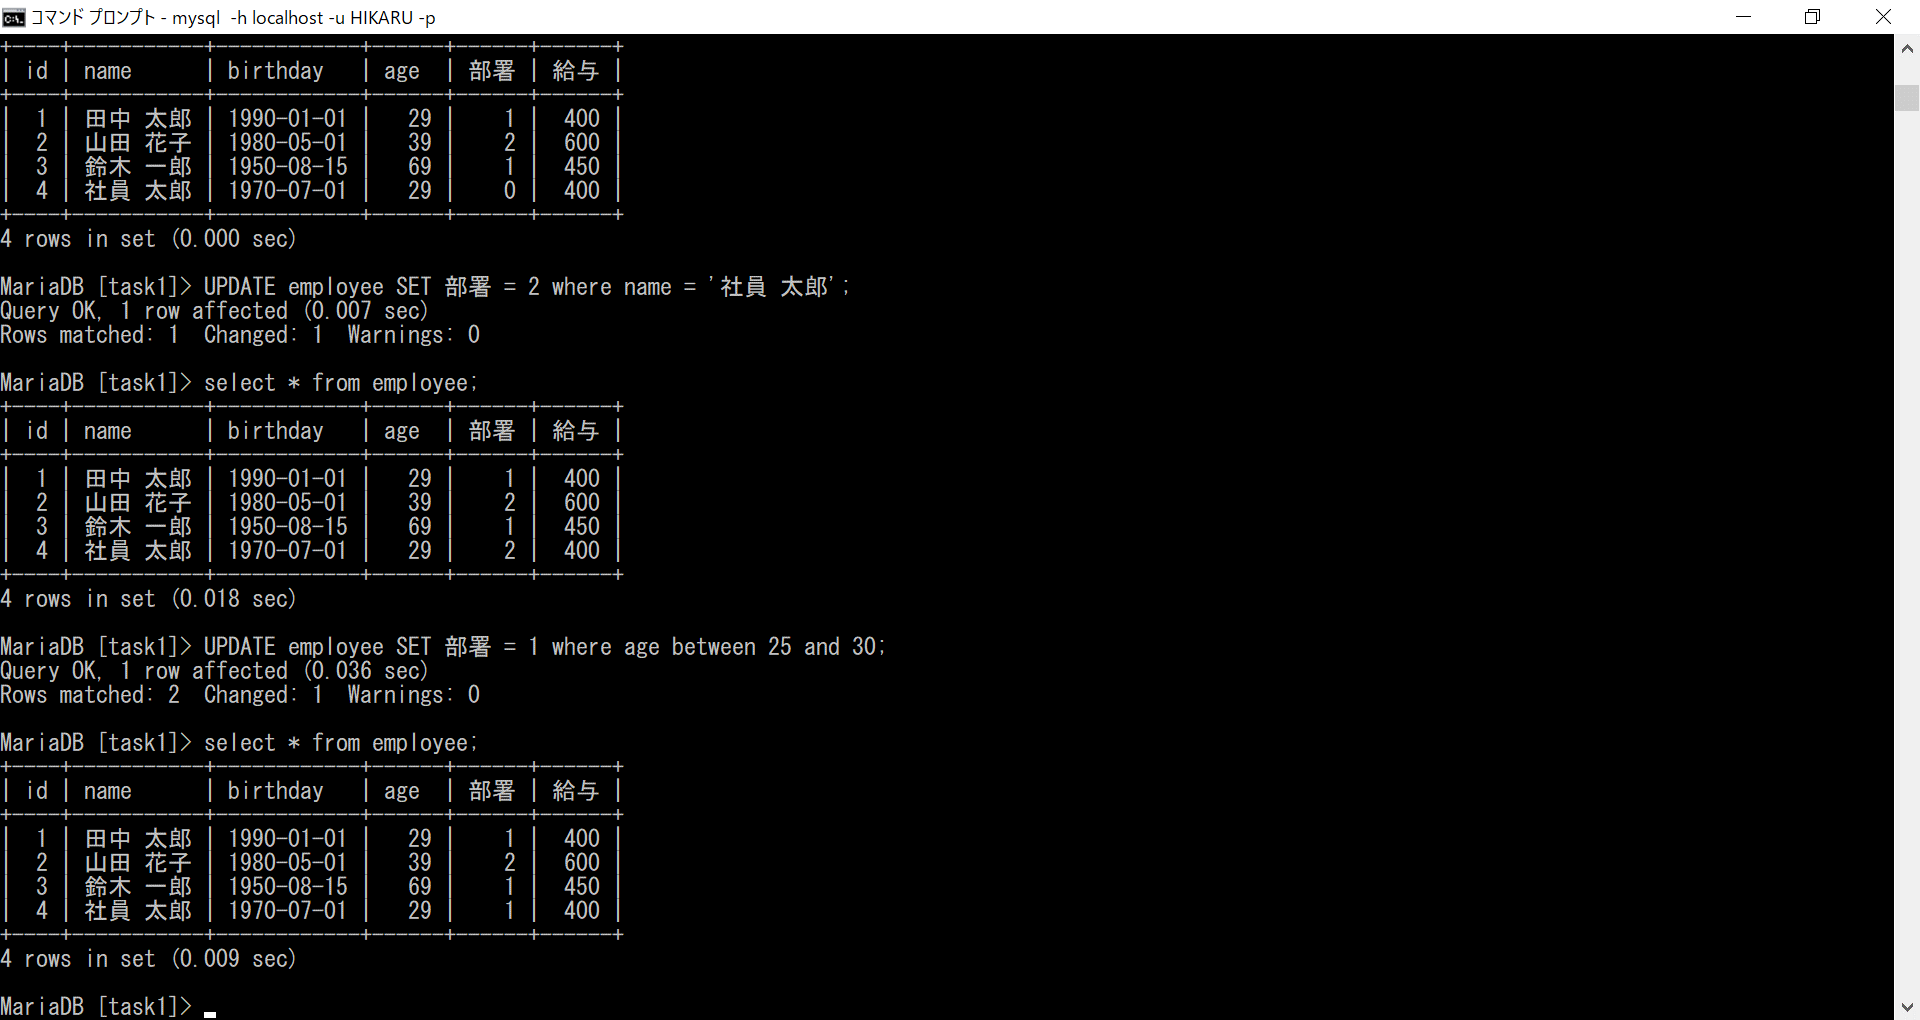 コマンド プロンプト - mysql  -h localhost -u HIKARU -p
+----+-----------+------------+------+------+------+
| id | name      | birthday   | age  | 部署 | 給与 |
+----+-----------+------------+------+------+------+
|  1 | 田中 太郎 | 1990-01-01 |   29 |    1 |  400 |
|  2 | 山田 花子 | 1980-05-01 |   39 |    2 |  600 |
|  3 | 鈴木 一郎 | 1950-08-15 |   69 |    1 |  450 |
|  4 | 社員 太郎 | 1970-07-01 |   29 |    0 |  400 |
+----+-----------+------------+------+------+------+
4 rows in set (0.000 sec)
MariaDB [task1]> UPDATE employee SET 部署 = 2 where name = '社員 太郎';
Query OK, 1 row affected (0.007 sec)
Rows matched: 1  Changed: 1  Warnings: 0
MariaDB [task1]> select * from employee;
+----+-----------+------------+------+------+------+
| id | name      | birthday   | age  | 部署 | 給与 |
+----+-----------+------------+------+------+------+
|  1 | 田中 太郎 | 1990-01-01 |   29 |    1 |  400 |
|  2 | 山田 花子 | 1980-05-01 |   39 |    2 |  600 |
|  3 | 鈴木 一郎 | 1950-08-15 |   69 |    1 |  450 |
|  4 | 社員 太郎 | 1970-07-01 |   29 |    2 |  400 |
+----+-----------+------------+------+------+------+
4 rows in set (0.018 sec)
MariaDB [task1]> UPDATE employee SET 部署 = 1 where age between 25 and 30;
Query OK, 1 row affected (0.036 sec)
Rows matched: 2  Changed: 1  Warnings: 0
MariaDB [task1]> select * from employee;
+----+-----------+------------+------+------+------+
| id | name      | birthday   | age  | 部署 | 給与 |
+----+-----------+------------+------+------+------+
|  1 | 田中 太郎 | 1990-01-01 |   29 |    1 |  400 |
|  2 | 山田 花子 | 1980-05-01 |   39 |    2 |  600 |
|  3 | 鈴木 一郎 | 1950-08-15 |   69 |    1 |  450 |
|  4 | 社員 太郎 | 1970-07-01 |   29 |    1 |  400 |
+----+-----------+------------+------+------+------+
4 rows in set (0.009 sec)
MariaDB [task1]>